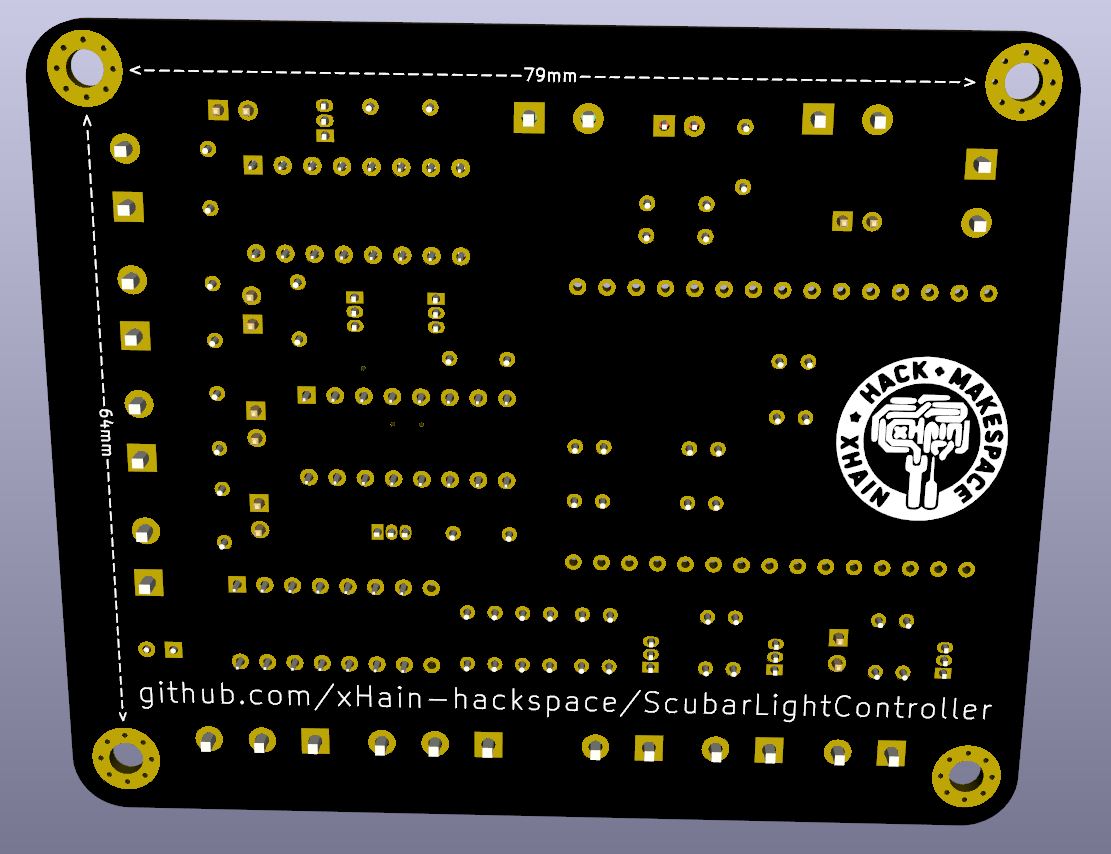 79mm
64mm
HACK • MAKESPACE
XHAIN
github.com/xHain-hackspace/ScubarLightController